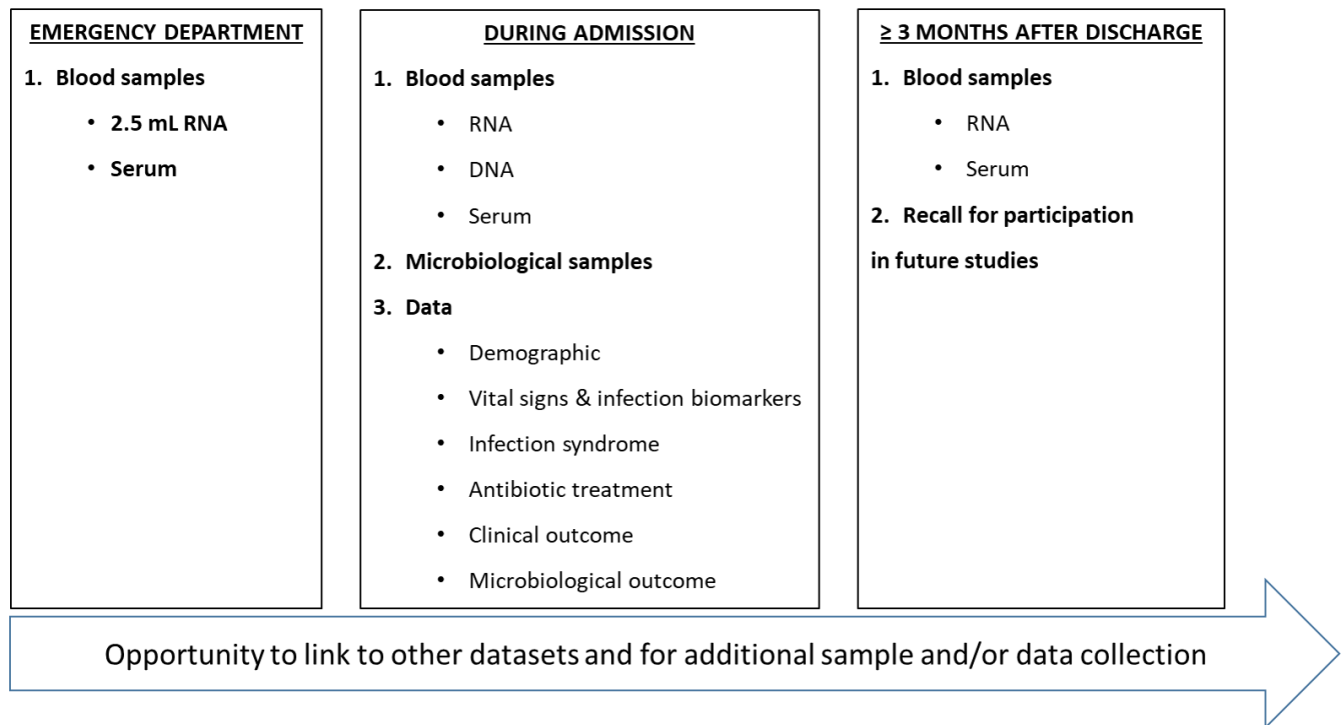 EMERGENCY DEPARTMENT
1. Blood samples
• 2.5 mL RNA
• Serum
DURING ADMISSION
1. Blood samples
• RNA
• DNA
• Serum
2. Microbiological samples
3. Data
• Demographic
• Vital signs & infection biomarkers
• Infection syndrome
• Antibiotic treatment
• Clinical outcome
• Microbiological outcome
≥ 3 MONTHS AFTER DISCHARGE
1. Blood samples
• RNA
• Serum
2. Recall for participation
in future studies
Opportunity to link to other datasets and for additional sample and/or data collection